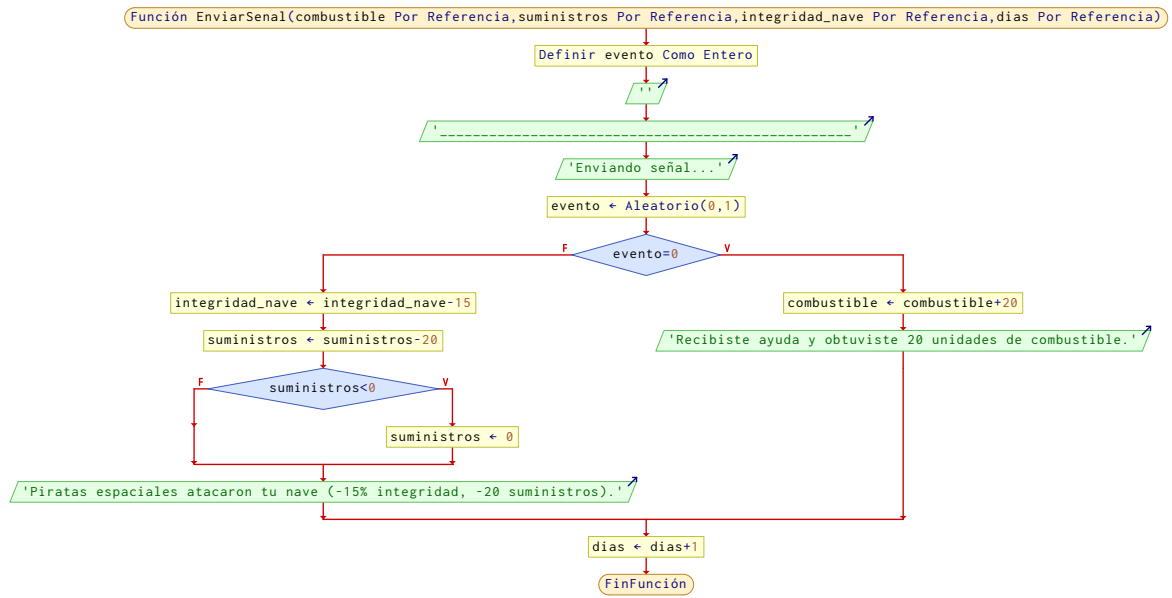 Función EnviarSenal(combustible Por Referencia,suministros Por Referencia,integridad_nave Por Referencia,dias Por Referencia)
Definir evento Como Entero
''
'__________________________________________________'
'Enviando señal...'
evento ← Aleatorio(0,1)
evento=0
F
V
integridad_nave ← integridad_nave-15
combustible ← combustible+20
suministros ← suministros-20
'Recibiste ayuda y obtuviste 20 unidades de combustible.'
suministros<0
F
V
suministros ← 0
'Piratas espaciales atacaron tu nave (-15% integridad, -20 suministros).'
dias ← dias+1
FinFunción